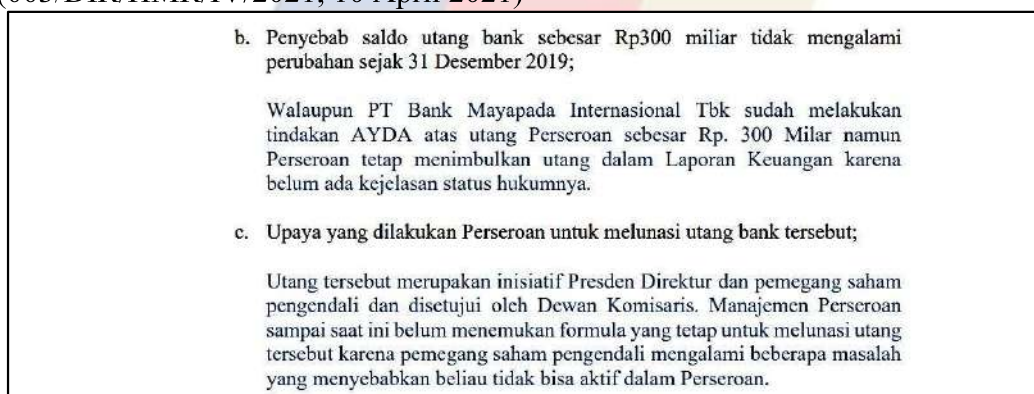 b. Penyebab saldo utang bank sebesar Rp300 miliar tidak mengalami
perubahan sejak 31 Desember 2019;
Walaupun PT Bank Mayapada Internasional Tbk sudah melakukan
tindakan AYDA atas utang Perseroan sebesar Rp. 300 Milar namun
Perseroan tetap menimbulkan utang dalam Laporan Keuangan karena
belum ada kejelasan status hukumnya.
c. Upaya yang dilakukan Perseroan untuk melunasi utang bank tersebut;
Utang tersebut merupakan inisiatif Presden Direktur dan pemegang saham
pengendali dan disetujui oleh Dewan Komisaris. Manajemen Perseroan
sampai saat ini belum menemukan formula yang tetap untuk melunasi utang
tersebut karena pemegang saham pengendali mengalami beberapa masalah
yang menyebabkan beliau tidak bisa aktif dalam Perseroan.